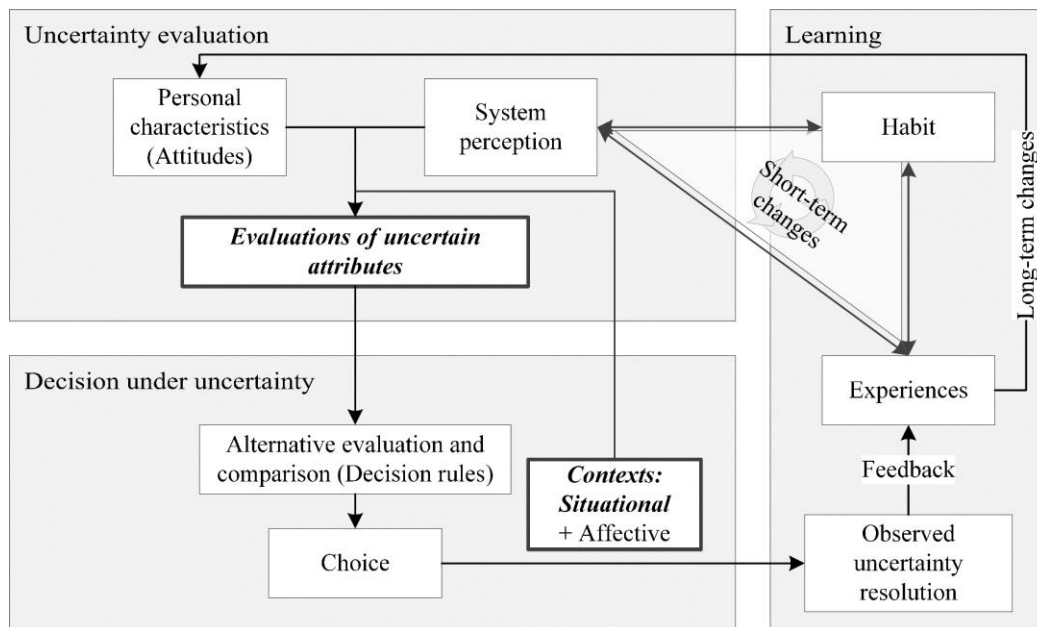 Uncertainty evaluation
Personal
characteristics
(Attitudes)
System
perception
Evaluations of uncertain
attributes
Decision under uncertainty
Alternative evaluation and
comparison (Decision rules)
Choice
Contexts:
Situational
+ Affective
Learning
Habit
Short-term
changes
Long-term changes
Experiences
Feedback
Observed
uncertainty
resolution